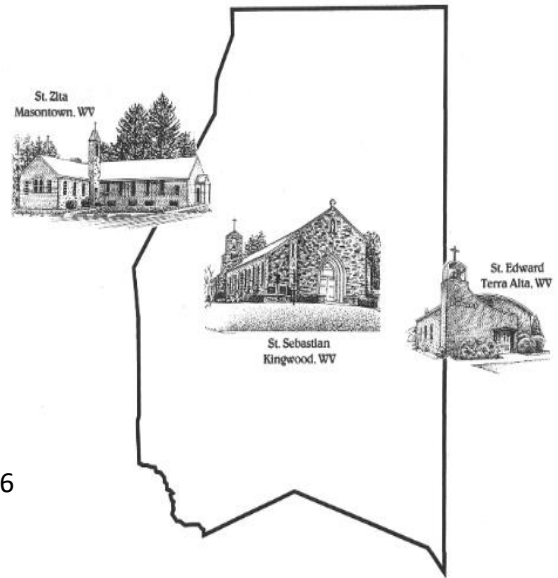 St. Zita
Masontown, WV
St. Edward
Terra Alta, WV
St. Sebastian
Kingwood, WV
6